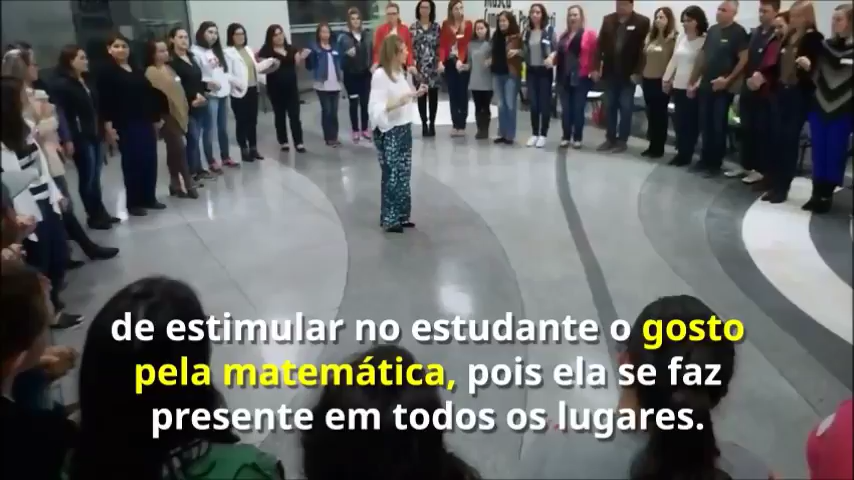 de estimular no estudante o gosto
pela matemática, pois ela se faz
presente em todos os lugares.